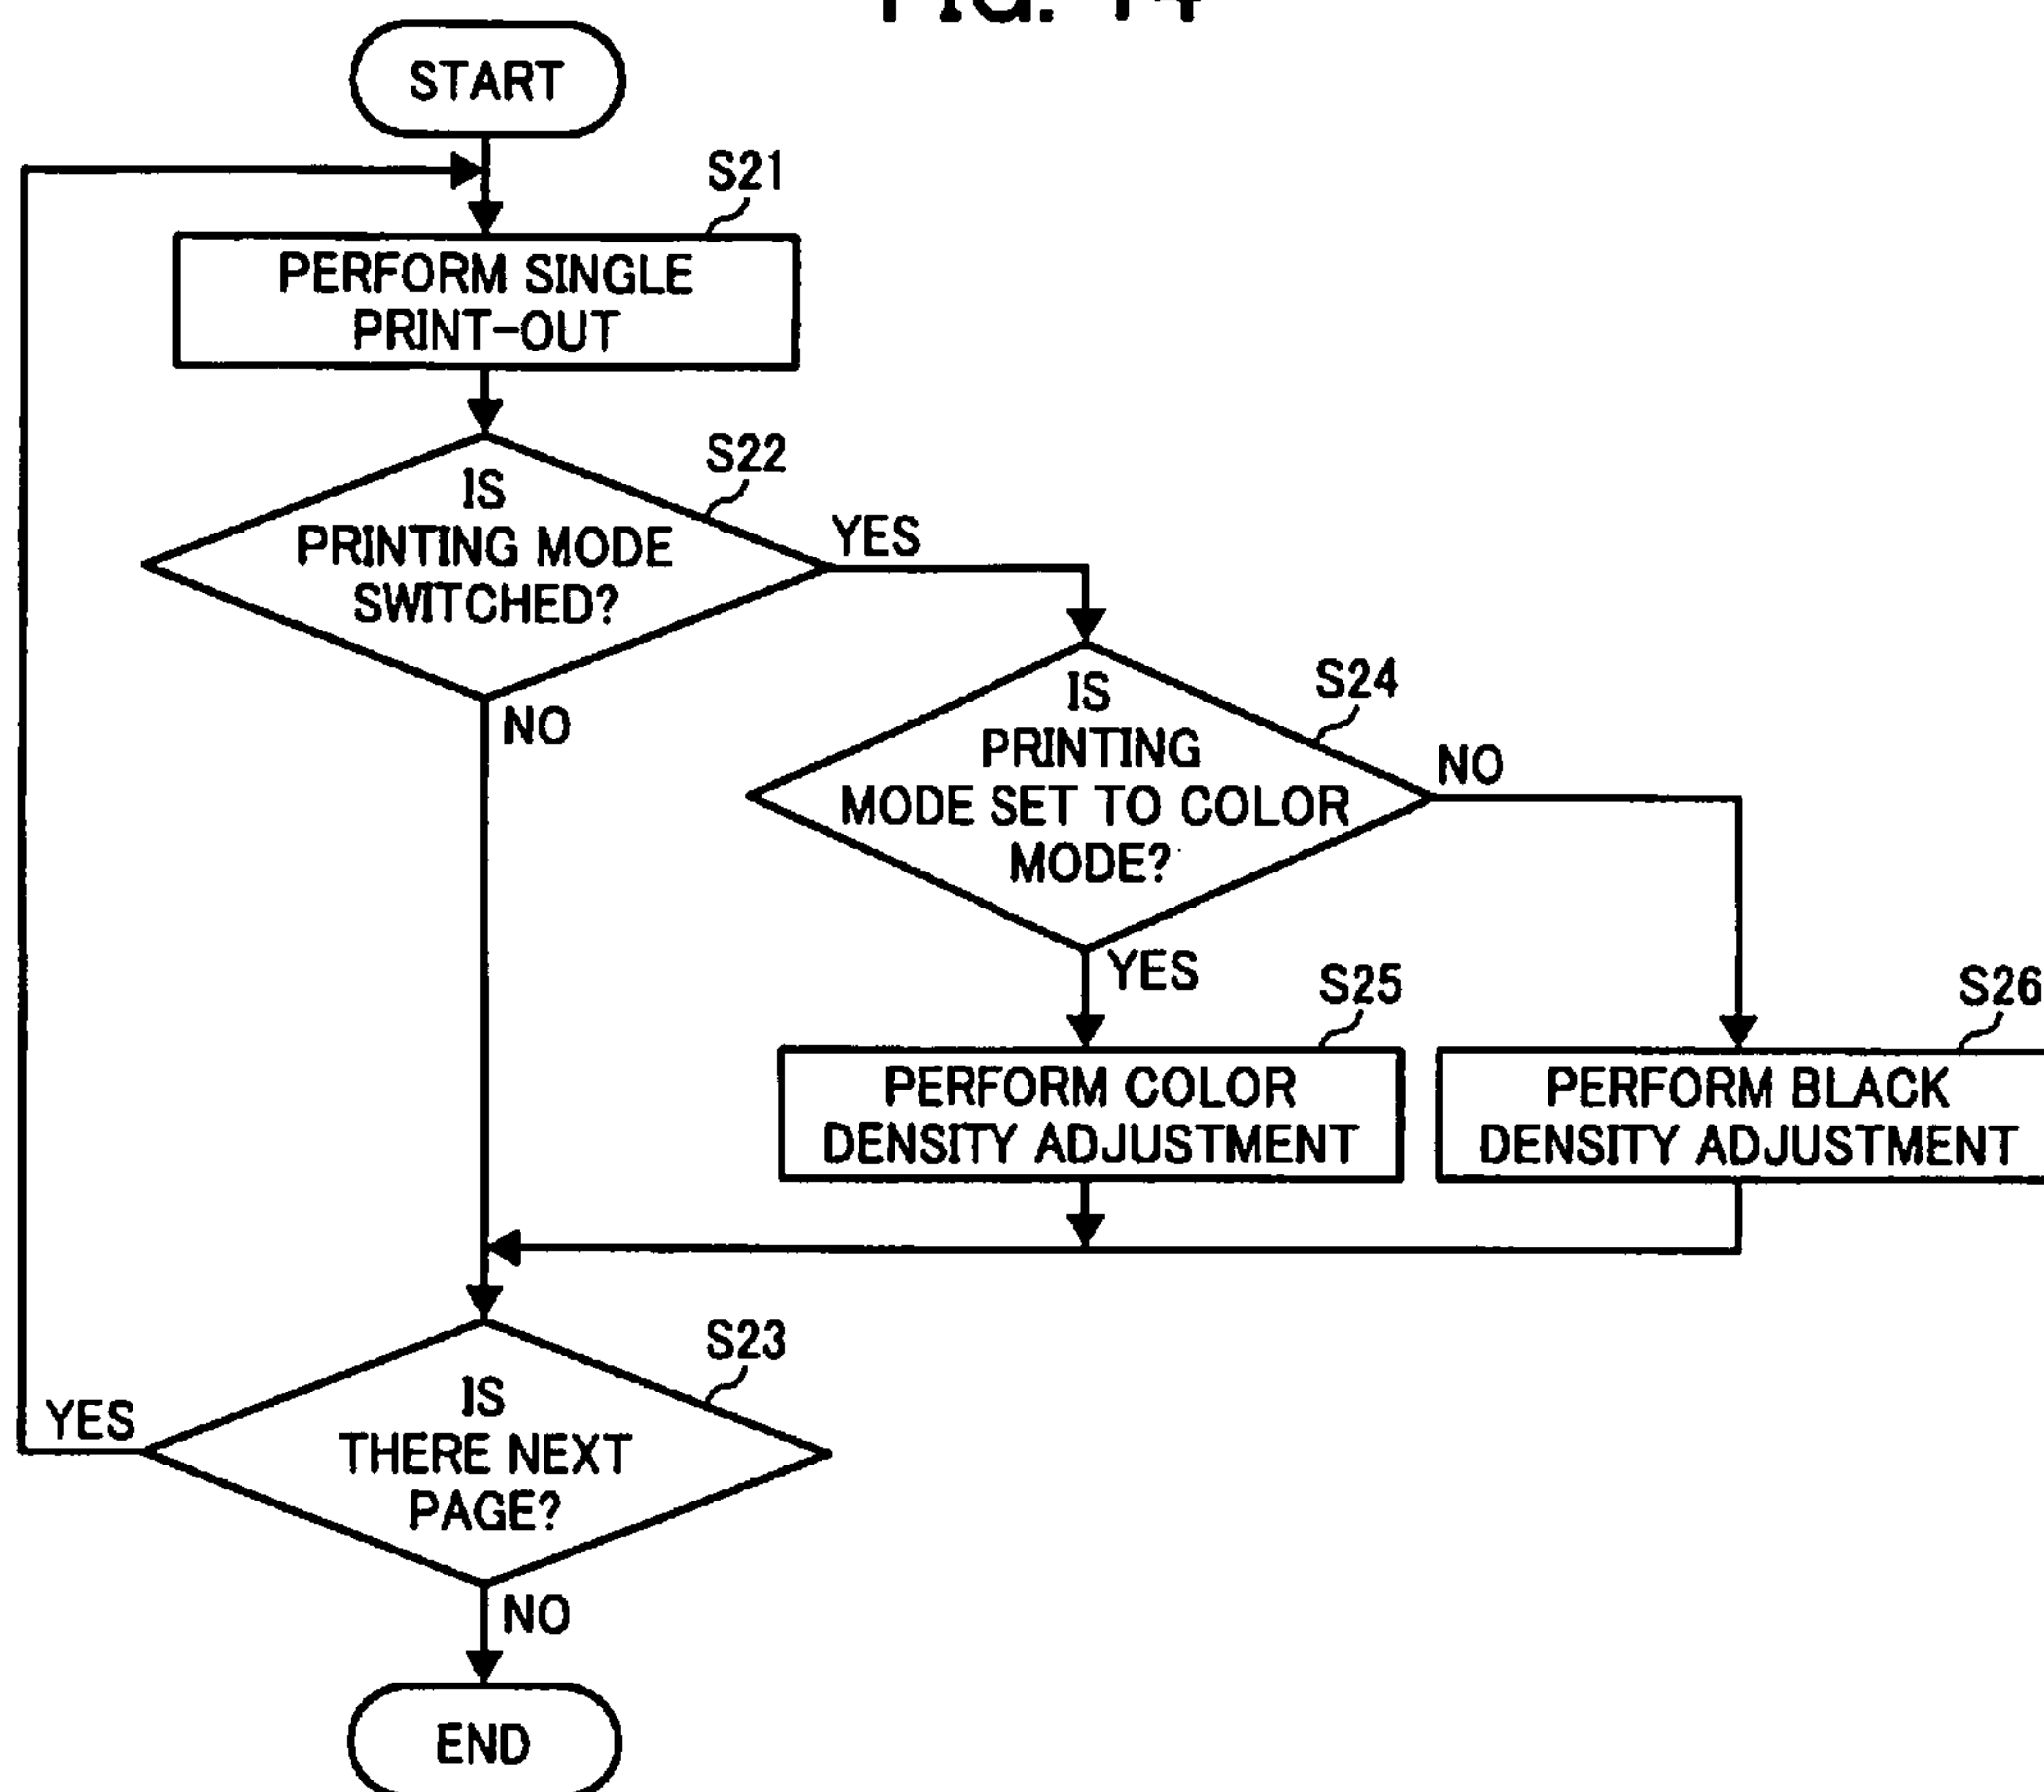 FIG. 14
START
S21
PERFORM SINGLE
PRINT-OUT
S22
IS
PRINTING MODE
SWITCHED?
YES
NO
S24
IS
PRINTING
MODE SET TO COLOR
MODE?
NO
YES
S25
PERFORM COLOR
DENSITY ADJUSTMENT
S26
PERFORM BLACK
DENSITY ADJUSTMENT
S23
IS
THERE NEXT
PAGE?
YES
NO
END